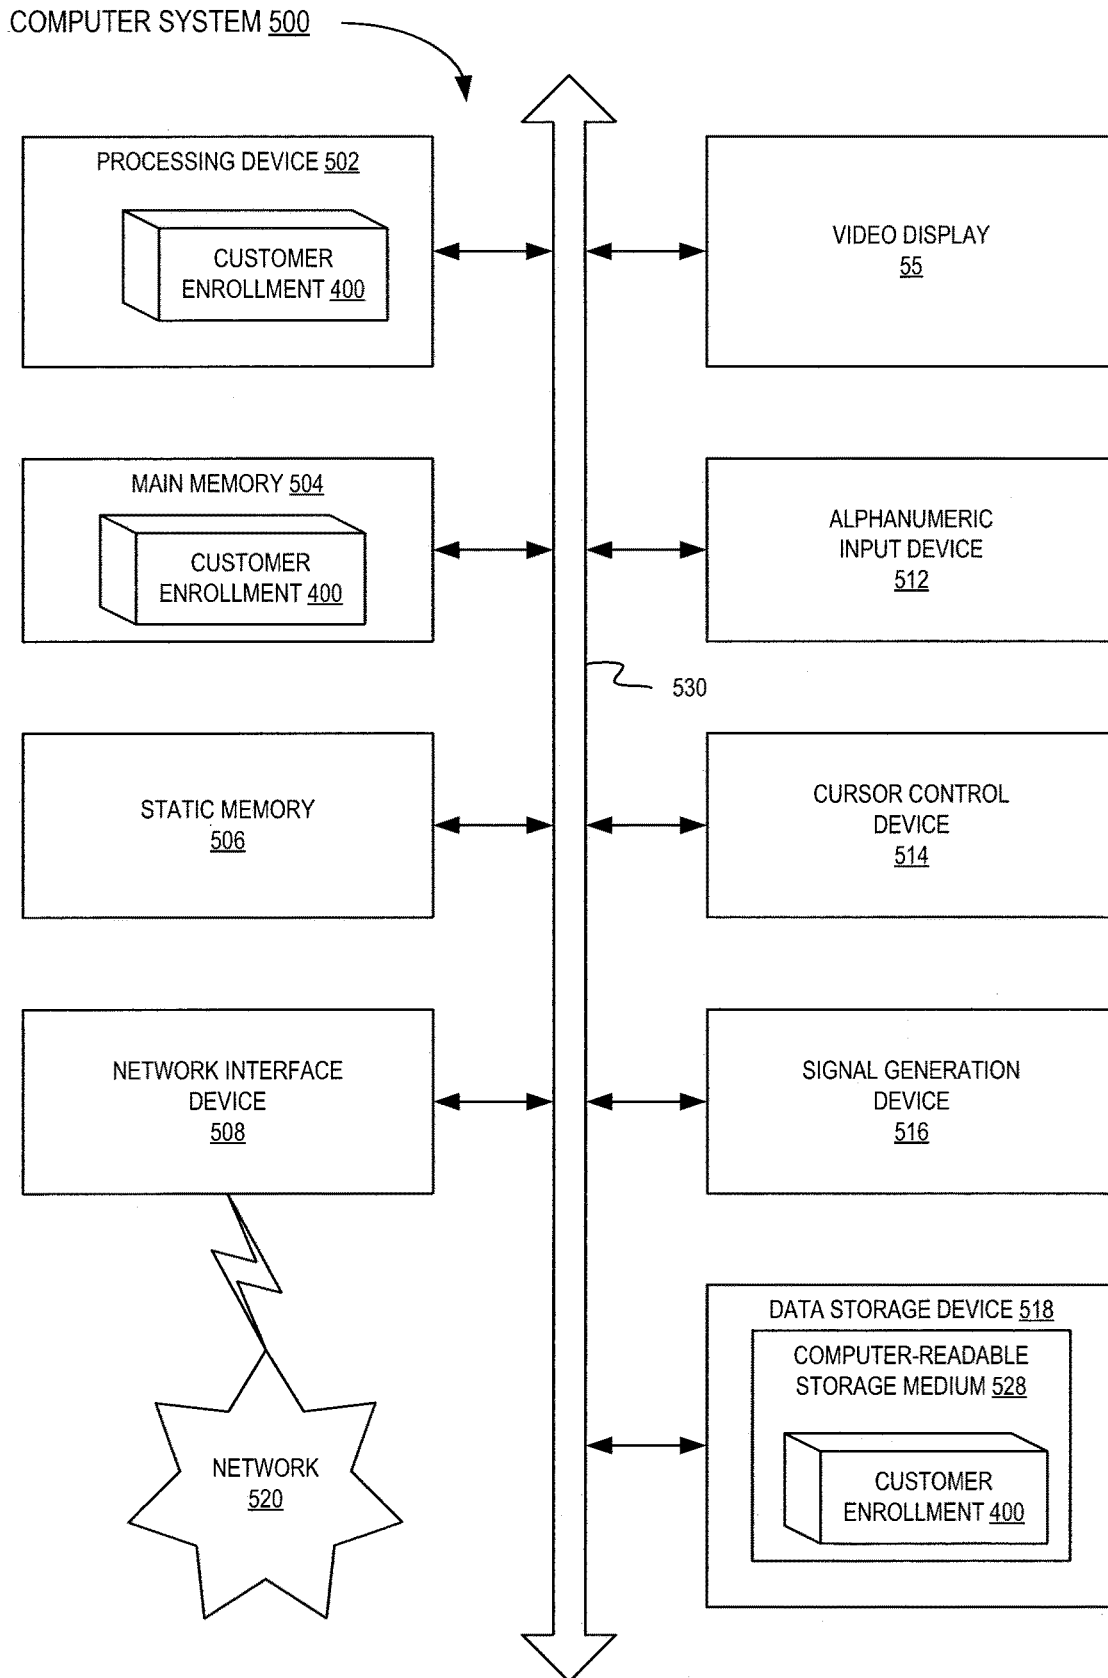 COMPUTER SYSTEM 500
PROCESSING DEVICE 502
CUSTOMER
ENROLLMENT 400
VIDEO DISPLAY
55
MAIN MEMORY 504
CUSTOMER
ENROLLMENT 400
ALPHANUMERIC
INPUT DEVICE
512
530
STATIC MEMORY
506
CURSOR CONTROL
DEVICE
514
NETWORK INTERFACE
DEVICE
508
SIGNAL GENERATION
DEVICE
516
DATA STORAGE DEVICE 518
COMPUTER-READABLE
STORAGE MEDIUM 528
CUSTOMER
ENROLLMENT 400
NETWORK
520